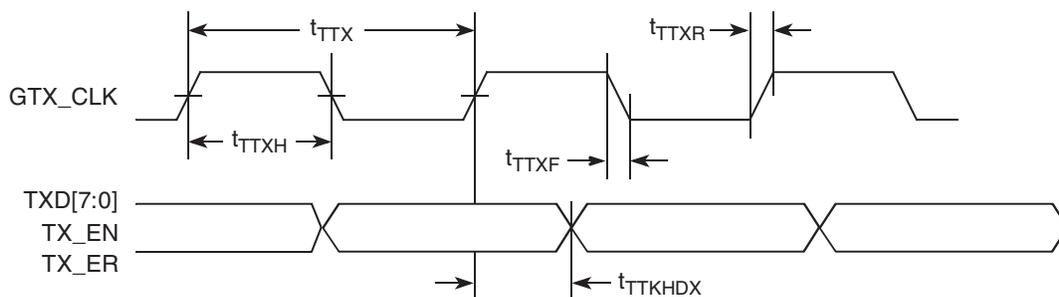 tTTX
tTTXR
GTX_CLK
tTTXH
tTTXF
TXD[7:0]
TX_EN
TX_ER
tTTKHDX